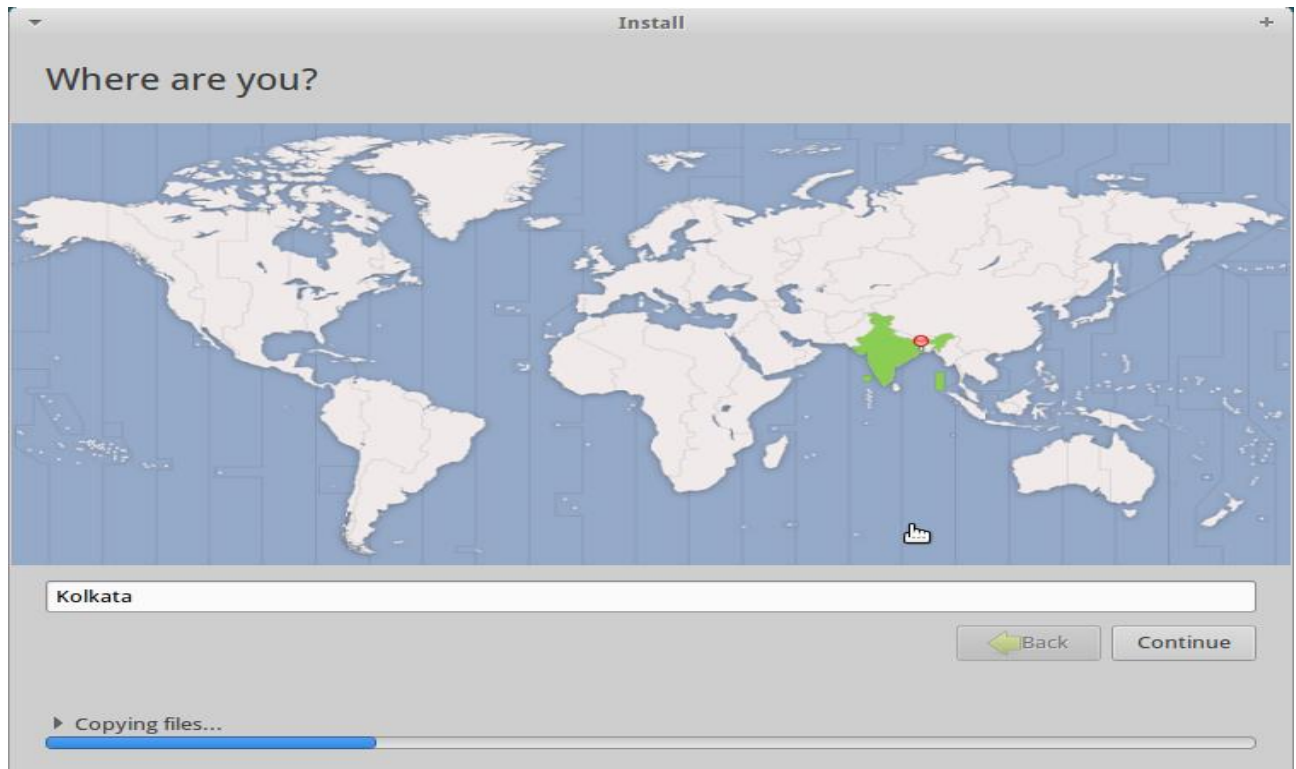 Install
Where are you?
Kolkata
Back
Continue
Copying files...